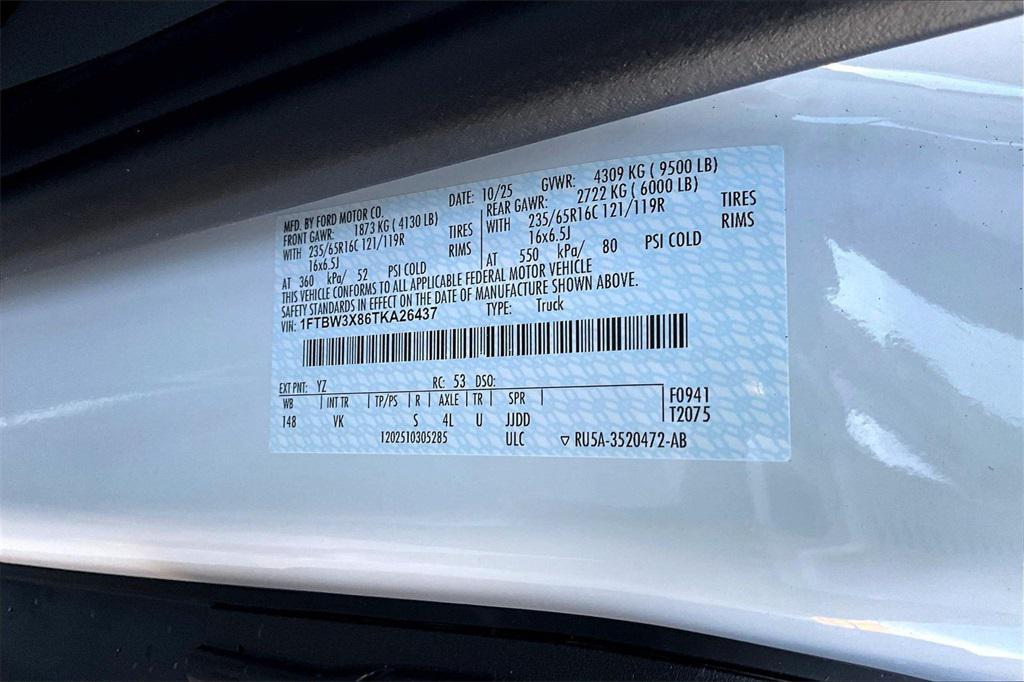 MFD. BY FORD MOTOR CO. DATE: 10/25 GVWR: 4309 KG ( 9500 LB)
FRONT GAWR: 1873 KG ( 4130 LB) REAR GAWR: 2722 KG ( 6000 LB)
WITH 235/65R16C 121/119R TIRES WITH 235/65R16C 121/119R TIRES
16x6.5J RIMS 16x6.5J RIMS
AT 360 kPa/ 52 PSI COLD AT 550 kPa/ 80 PSI COLD
THIS VEHICLE CONFORMS TO ALL APPLICABLE FEDERAL MOTOR VEHICLE
SAFETY STANDARDS IN EFFECT ON THE DATE OF MANUFACTURE SHOWN ABOVE.
VIN: 1FTBW3X86TKA26437 TYPE: Truck
EXT PNT: YZ RC: 53 DSO:
WB INT TR TP/PS R AXLE TR SPR F0941
148 VK S 4L U JJDD T2075
1202510305285 ULC ▽ RU5A-3520472-AB